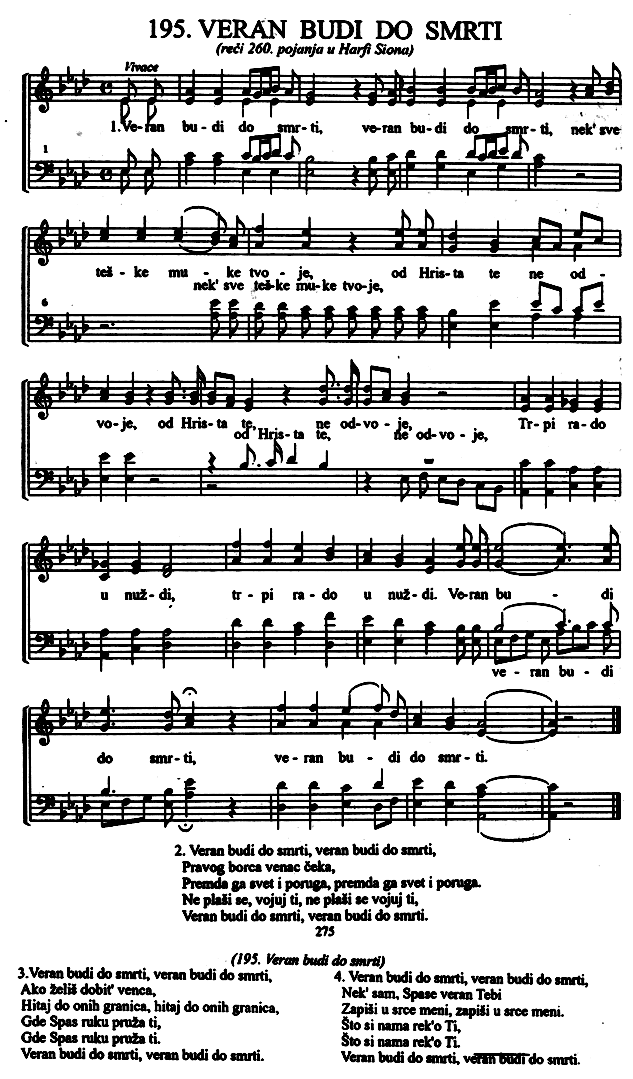 195. VERAN BUDI DO SMRTI
(reči 260. pojanja u Harfi Siona)
Vivace
1.Ve-ran bu-di do smr-ti, ve-ran bu-di do smr-ti, nek' sve
1
teš-ke mu-ke tvo-je, od Hris-ta te ne od-
nek' sve teš-ke mu-ke tvo-je,
6
vo-je, od Hris-ta te, ne od-vo-je, Tr-pi ra-do
od Hris-ta te, ne od-vo-je,
u nuž-di, tr-pi ra-do u nuž-di. Ve-ran bu - di
ve-ran bu-di
do smr-ti, ve-ran bu-di do smr-ti.
2. Veran budi do smrti, veran budi do smrti,
Pravog borca venac čeka,
Premda ga svet i poruga, premda ga svet i poruga.
Ne plaši se, vojuj ti, ne plaši se vojuj ti,
Veran budi do smrti, veran budi do smrti.
275
(195. Veran budi do smrti)
3.Veran budi do smrti, veran budi do smrti,
Ako želiš dobit' venca,
Hitaj do onih granica, hitaj do onih granica,
Gde Spas ruku pruža ti,
Gde Spas ruku pruža ti.
Veran budi do smrti, veran budi do smrti.
4. Veran budi do smrti, veran budi do smrti,
Nek' sam, Spase veran Tebi
Zapiši u srce meni, zapiši u srce meni.
Što si nama rek'o Ti,
Što si nama rek'o Ti.
Veran budi do smrti, veran budi do smrti.